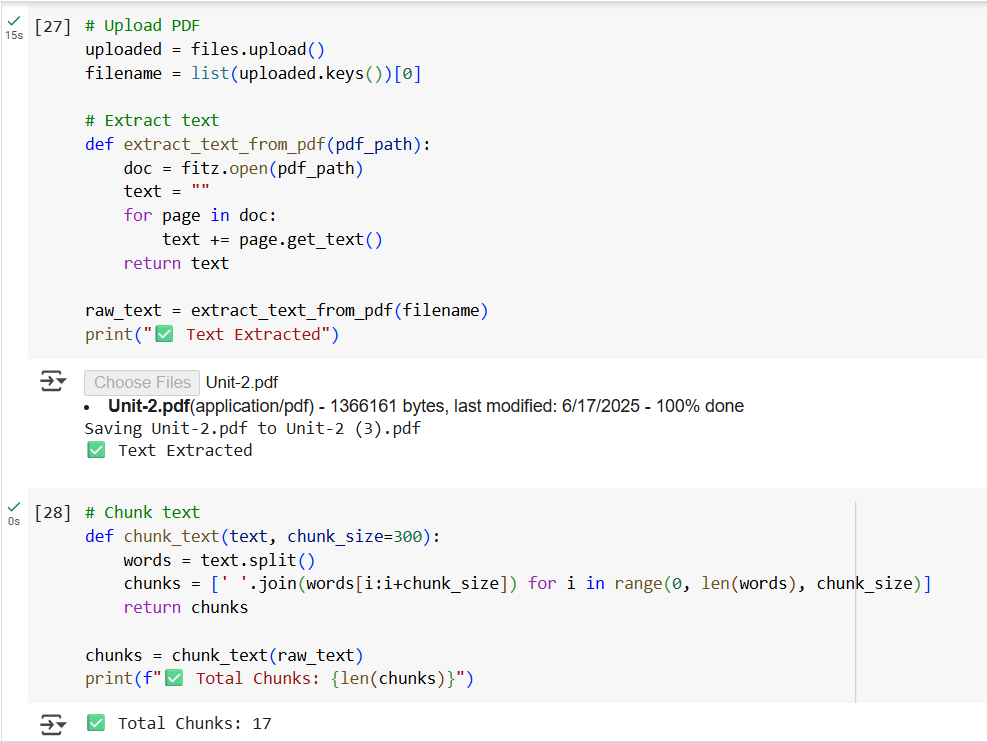 [27] # Upload PDF
15s
uploaded = files.upload()
filename = list(uploaded.keys())[0]
# Extract text
def extract_text_from_pdf(pdf_path):
    doc = fitz.open(pdf_path)
    text = ""
    for page in doc:
        text += page.get_text()
    return text
raw_text = extract_text_from_pdf(filename)
print("✅ Text Extracted")
Choose Files Unit-2.pdf
• Unit-2.pdf(application/pdf) - 1366161 bytes, last modified: 6/17/2025 - 100% done
Saving Unit-2.pdf to Unit-2 (3).pdf
✅ Text Extracted
[28] # Chunk text
0s
def chunk_text(text, chunk_size=300):
    words = text.split()
    chunks = [' '.join(words[i:i+chunk_size]) for i in range(0, len(words), chunk_size)]
    return chunks
chunks = chunk_text(raw_text)
print(f"✅ Total Chunks: {len(chunks)}")
✅ Total Chunks: 17